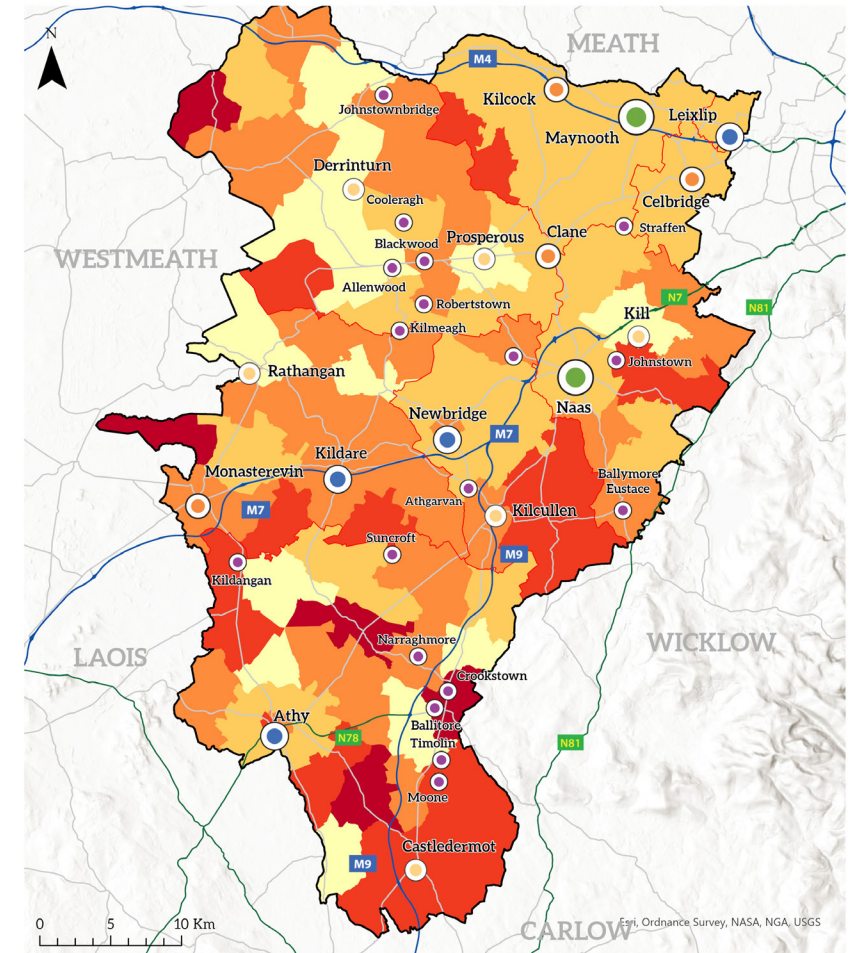 N
MEATH
M4
Kilcock
Johnstownbridge
Maynooth
Leixlip
Derrinturn
Cooleragh
Celbridge
Straffen
Blackwood
Prosperous
Clane
WESTMEATH
Allenwood
N7
N81
Robertstown
Kill
Kilmeagh
Johnstown
Rathangan
Naas
Newbridge
M7
Kildare
Monasterevin
Ballymore
Eustace
Athgarvan
M7
Kilcullen
Suncroft
M9
Kildangan
WICKLOW
Narraghmore
LAOIS
Crookstown
Athy
Ballitore
N78
Timolin
N81
Moone
Castledermot
M9
0 5 10 Km
CARLOW
Esri, Ordnance Survey, NASA, NGA, USGS